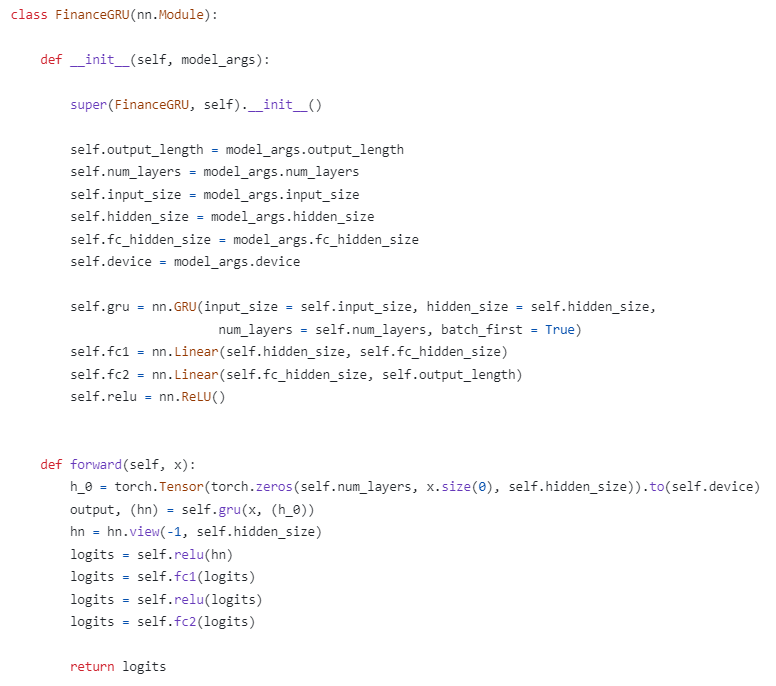 class FinanceGRU(nn.Module):
    def __init__(self, model_args):
        super(FinanceGRU, self).__init__()
        self.output_length = model_args.output_length
        self.num_layers = model_args.num_layers
        self.input_size = model_args.input_size
        self.hidden_size = model_args.hidden_size
        self.fc_hidden_size = model_args.fc_hidden_size
        self.device = model_args.device
        self.gru = nn.GRU(input_size = self.input_size, hidden_size = self.hidden_size,
                            num_layers = self.num_layers, batch_first = True)
        self.fc1 = nn.Linear(self.hidden_size, self.fc_hidden_size)
        self.fc2 = nn.Linear(self.fc_hidden_size, self.output_length)
        self.relu = nn.ReLU()
    def forward(self, x):
        h_0 = torch.Tensor(torch.zeros(self.num_layers, x.size(0), self.hidden_size)).to(self.device)
        output, (hn) = self.gru(x, (h_0))
        hn = hn.view(-1, self.hidden_size)
        logits = self.relu(hn)
        logits = self.fc1(logits)
        logits = self.relu(logits)
        logits = self.fc2(logits)
        return logits